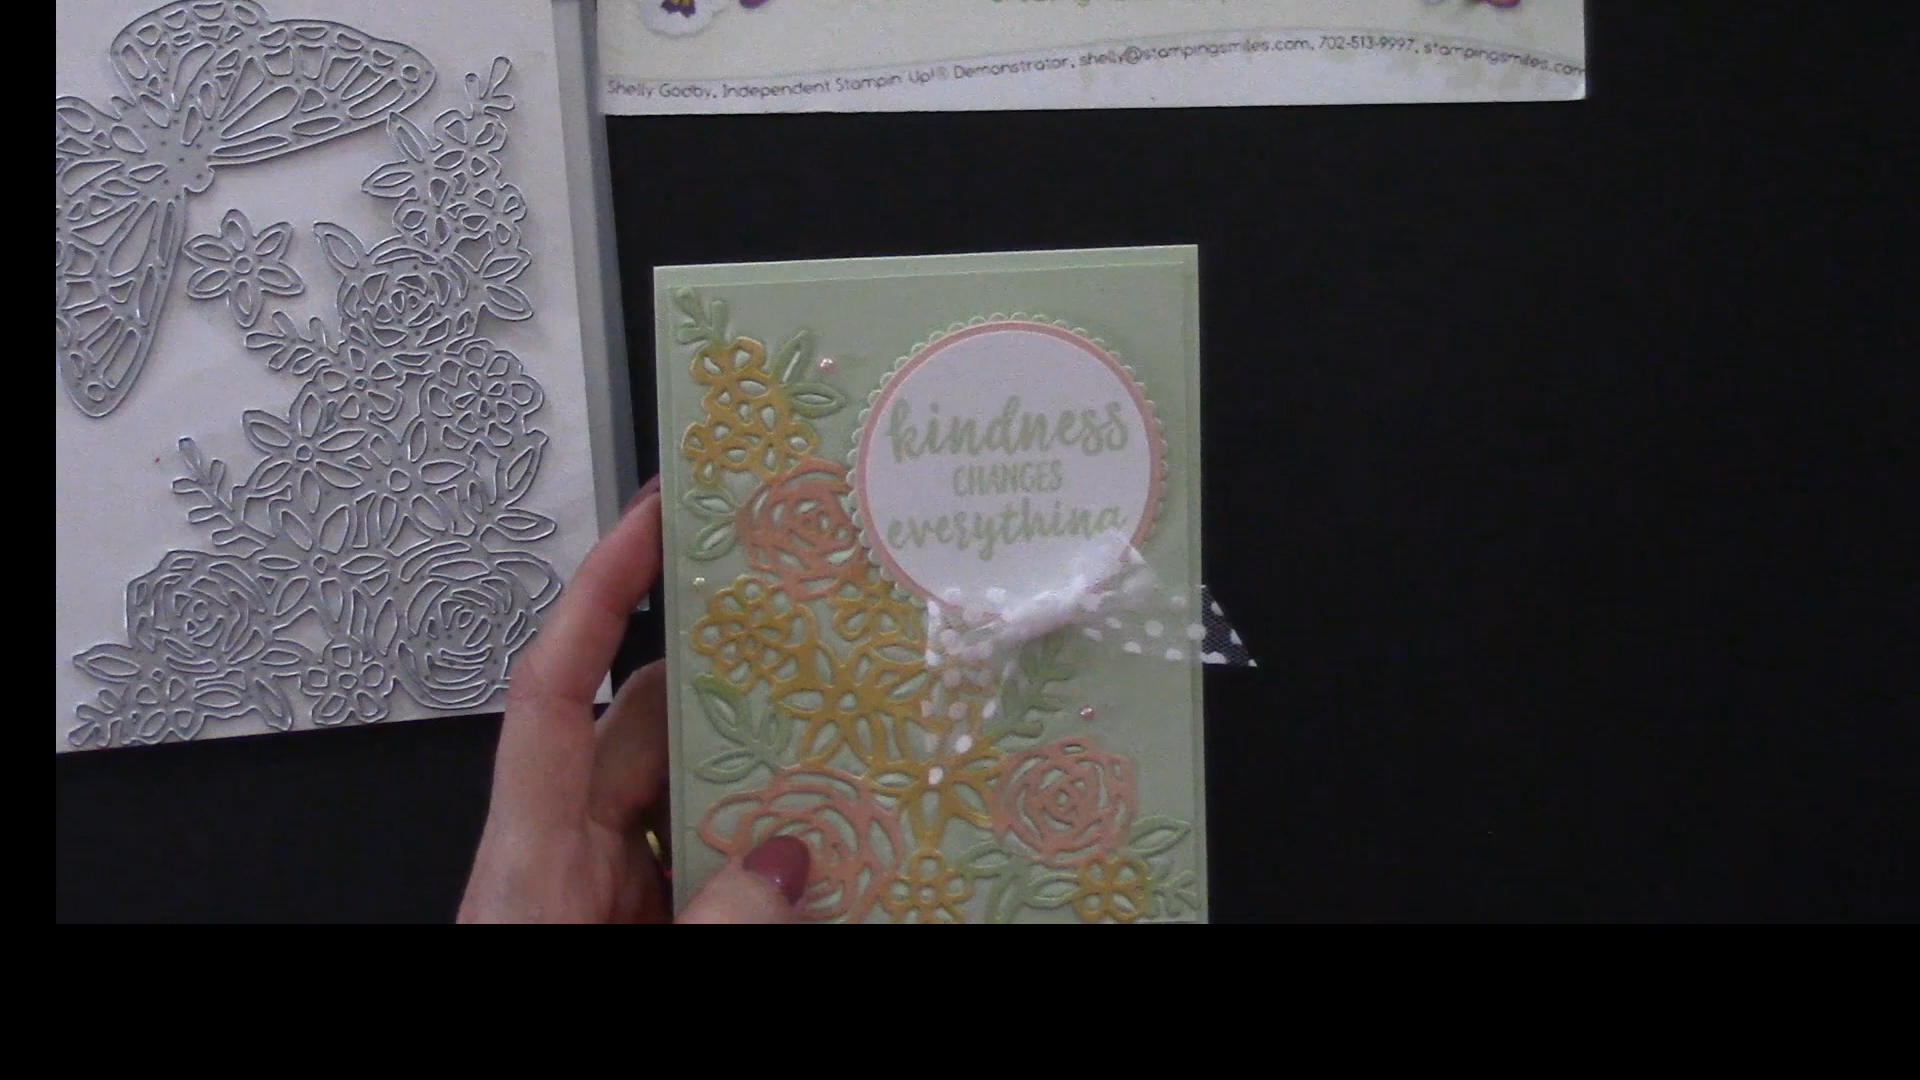 Shelly Godby, Independent Stampin' Up!® Demonstrator, shelly@stampingsmiles.com, 702-513-9997, stampingsmiles.com
kindness
CHANGES
everything